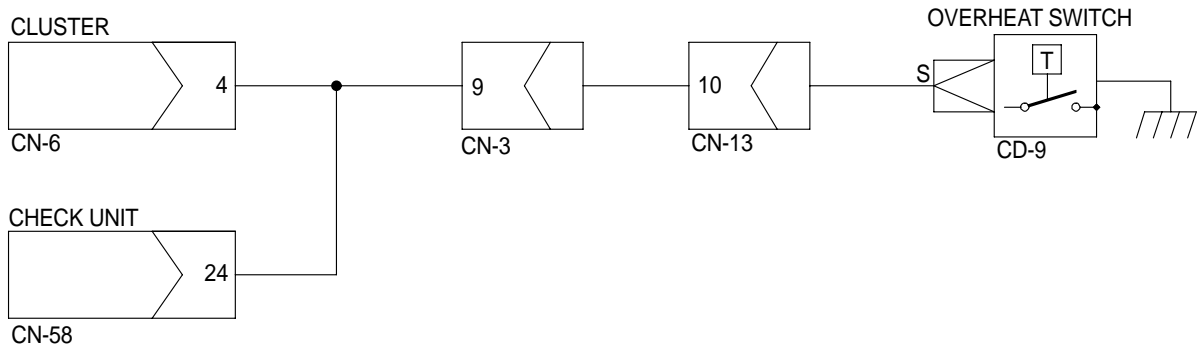 CLUSTER
4
CN-6
9
CN-3
10
CN-13
S
OVERHEAT SWITCH
T
CD-9
CHECK UNIT
24
CN-58